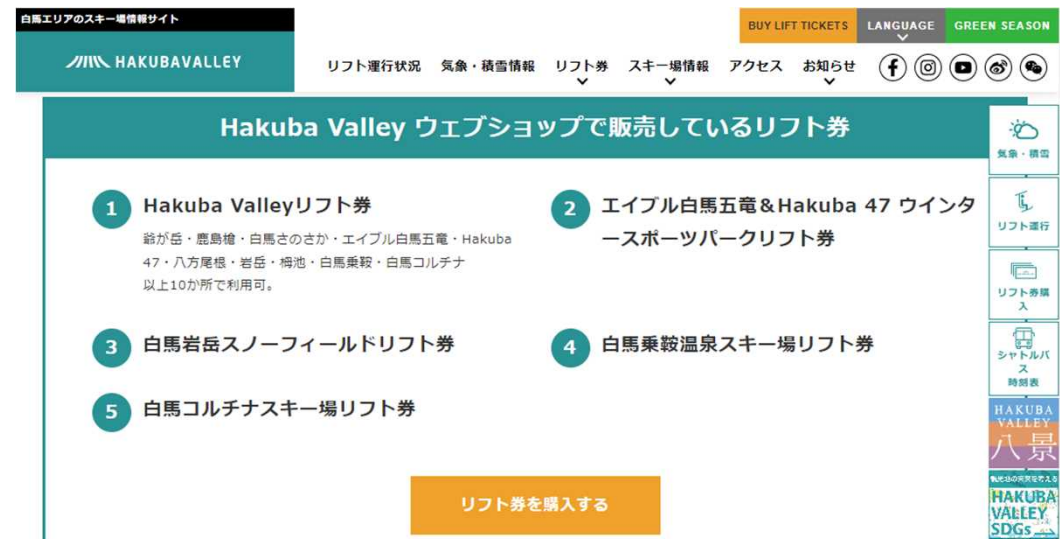 白馬エリアのスキー場情報サイト
BUY LIFT TICKETS
LANGUAGE
GREEN SEASON
HAKUBAVALLEY
リフト運行状況
気象・積雪情報
リフト券
スキー場情報
アクセス
お知らせ
Hakuba Valley ウェブショップで販売しているリフト券
1
Hakuba Valleyリフト券
爺が岳・鹿島槍・白馬さのさか・エイブル白馬五竜・Hakuba
47・八方尾根・岩岳・栂池・白馬乗鞍・白馬コルチナ
以上10か所で利用可。
2
エイブル白馬五竜&Hakuba 47 ウインタ
ースポーツパークリフト券
3
白馬岩岳スノーフィールドリフト券
4
白馬乗鞍温泉スキー場リフト券
5
白馬コルチナスキー場リフト券
リフト券を購入する
気象・積雪
リフト運行
リフト券購
入
シャトルバ
ス
時刻表
HAKUBA
VALLEY
八景
HAKUBA
VALLEY
SDGs